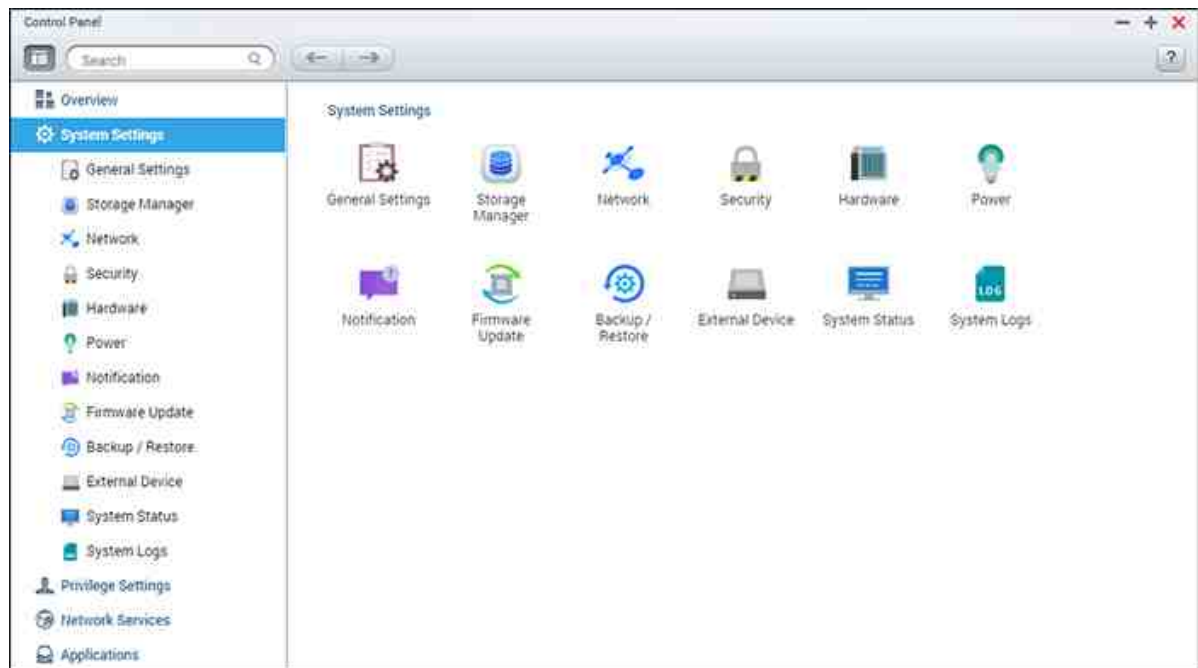 Control Panel
Search
?
Overview
System Settings
General Settings
Storage Manager
Network
Security
Hardware
Power
Notification
Firmware Update
Backup / Restore
External Device
System Status
System Logs
Privilege Settings
Network Services
Applications
System Settings
General Settings
Storage
Manager
Network
Security
Hardware
Power
Notification
Firmware
Update
Backup /
Restore
External Device
System Status
LOG
System Logs